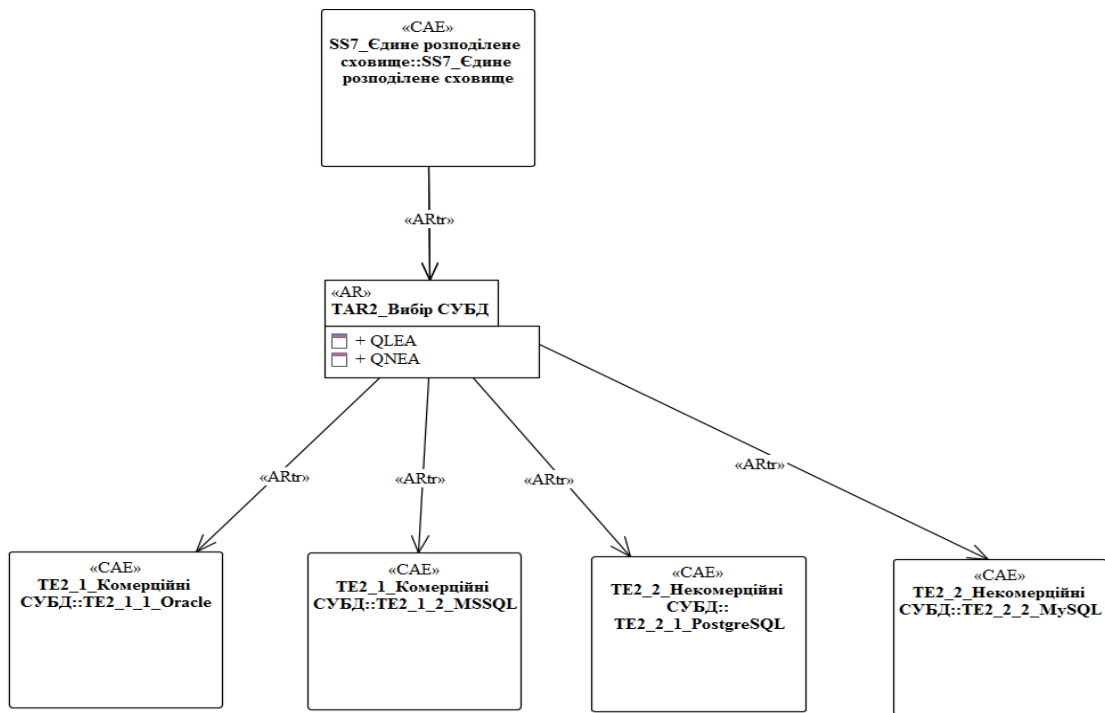 «CAE»
SS7_Єдине розподілене
сховище::SS7_Єдине
розподілене сховище
«ARtr»
«AR»
TAR2_Вибір СУБД
+ QLEA
+ QNEA
«ARtr»
«ARtr»
«ARtr»
«ARtr»
«CAE»
TE2_1_Комерційні
СУБД::TE2_1_1_Oracle
«CAE»
TE2_1_Комерційні
СУБД::TE2_1_2_MSSQL
«CAE»
TE2_2_Некомерційні
СУБД::
TE2_2_1_PostgreSQL
«CAE»
TE2_2_Некомерційні
СУБД::TE2_2_2_MySQL